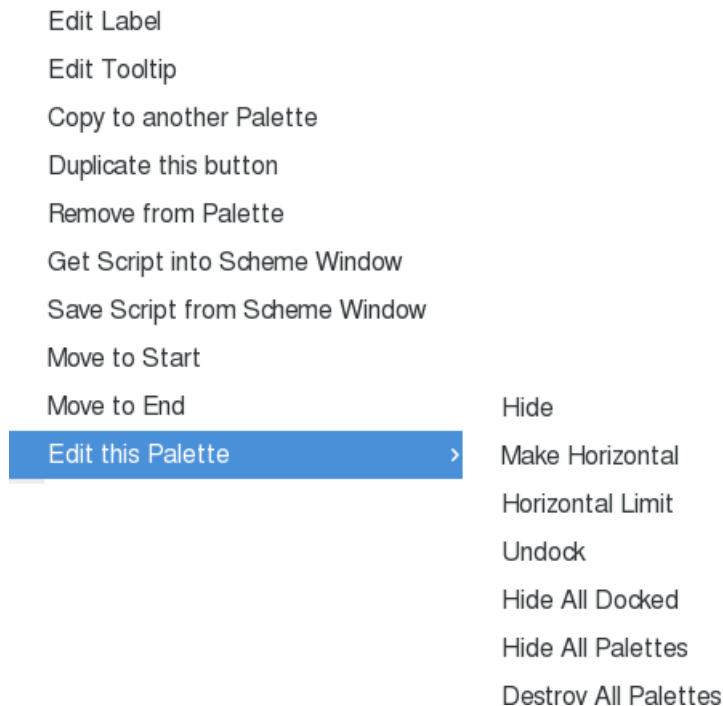 Edit Label
Edit Tooltip
Copy to another Palette
Duplicate this button
Remove from Palette
Get Script into Scheme Window
Save Script from Scheme Window
Move to Start
Move to End
Edit this Palette ›
Hide
Make Horizontal
Horizontal Limit
Undock
Hide All Docked
Hide All Palettes
Destroy All Palettes